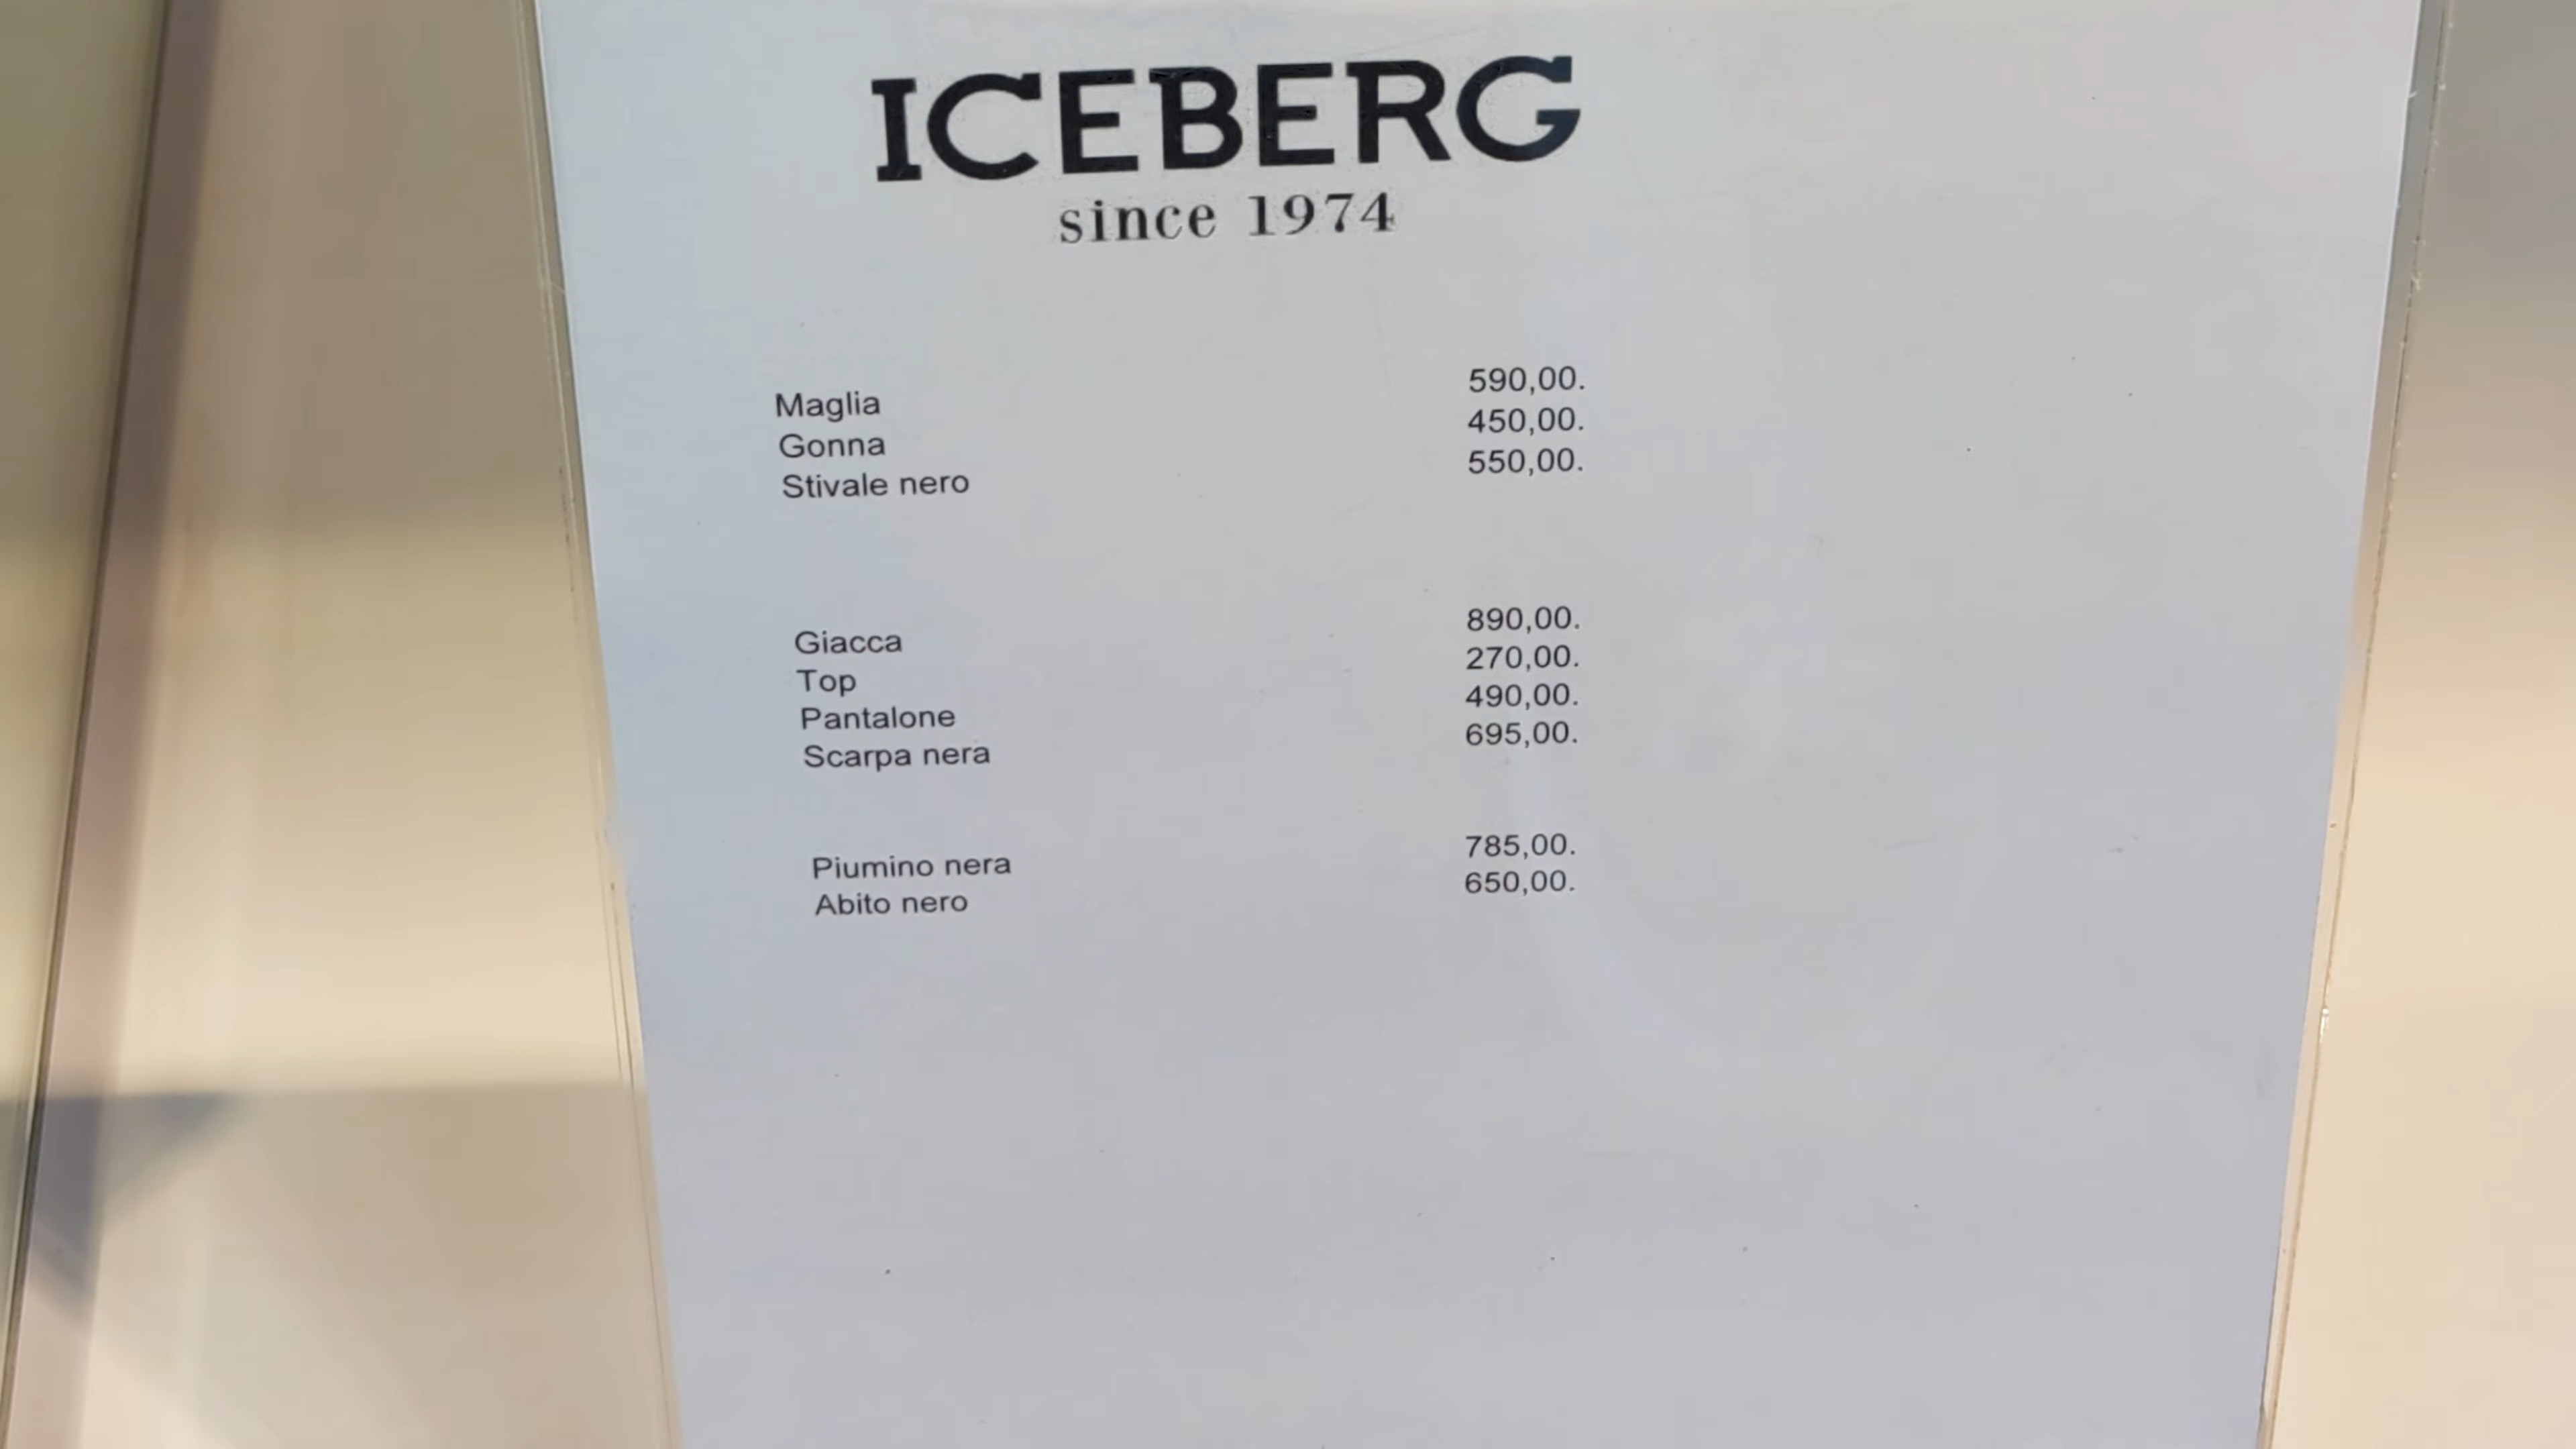 ICEBERG
since 1974
Maglia 590,00.
Gonna 450,00.
Stivale nero 550,00.
Giacca 890,00.
Top 270,00.
Pantalone 490,00.
Scarpa nera 695,00.
Piumino nera 785,00.
Abito nero 650,00.